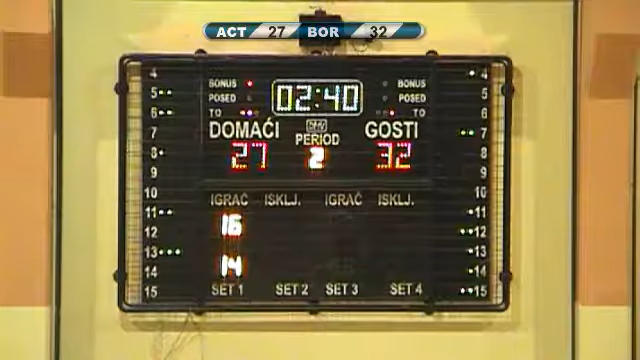 ACT 27 BOR 32
4 4
BONUS 02:40 BONUS
5 5
POSED POSED
6 TO TO 6
DOMAĆI GOSTI
7 PERIOD 7
8 27 2 32 8
9 9
10 10
IGRAČ ISKLJ. IGRAČ ISKLJ.
11 11
12 16 12
13 13
14 14 14
15 SET 1 SET 2 SET 3 SET 4 15